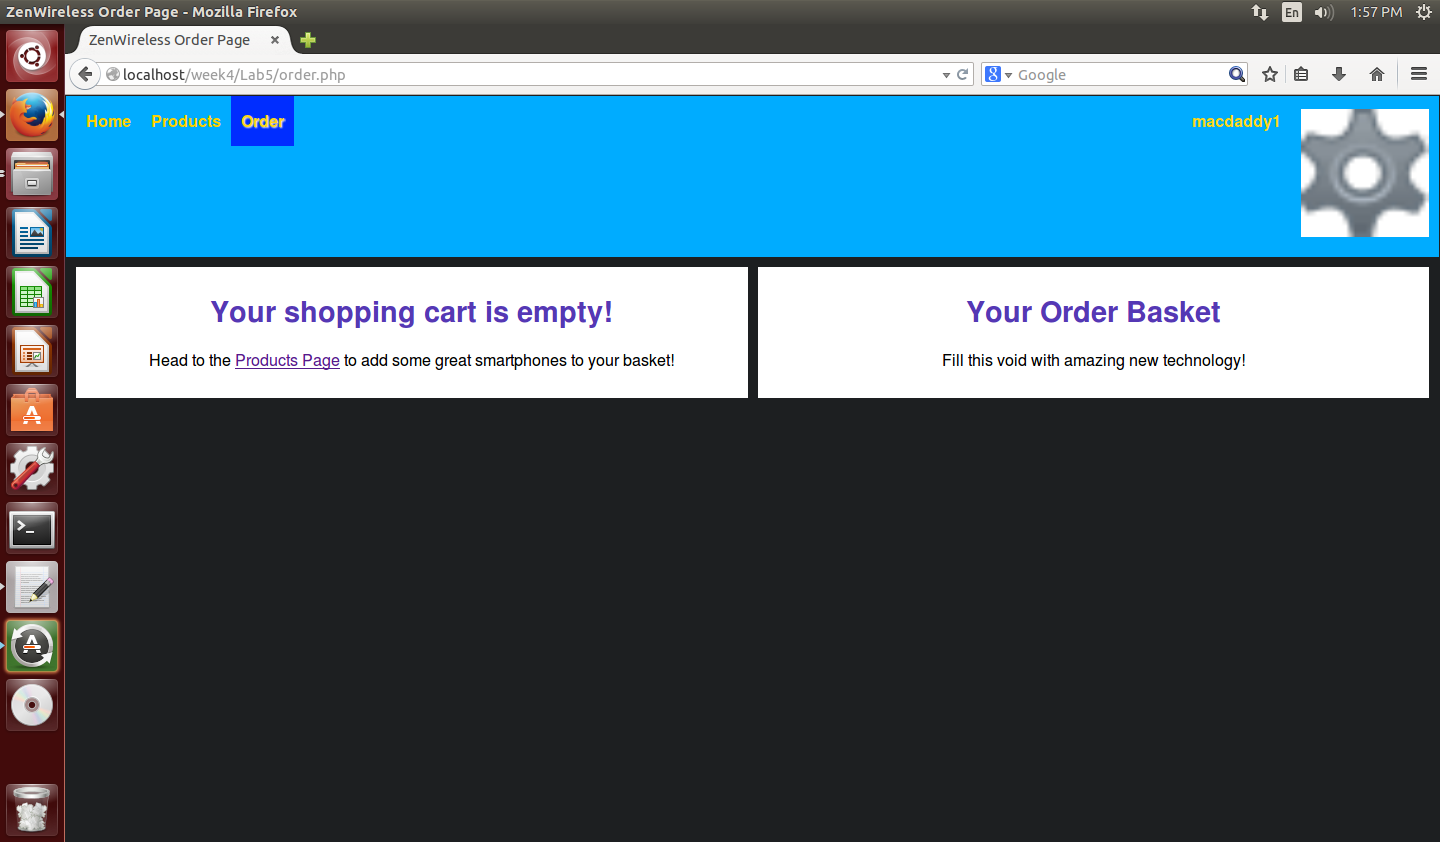 ZenWireless Order Page - Mozilla Firefox
En
1:57 PM
ZenWireless Order Page
localhost/week4/Lab5/order.php
Google
Home
Products
Order
macdaddy1
Your shopping cart is empty!
Head to the Products Page to add some great smartphones to your basket!
Your Order Basket
Fill this void with amazing new technology!